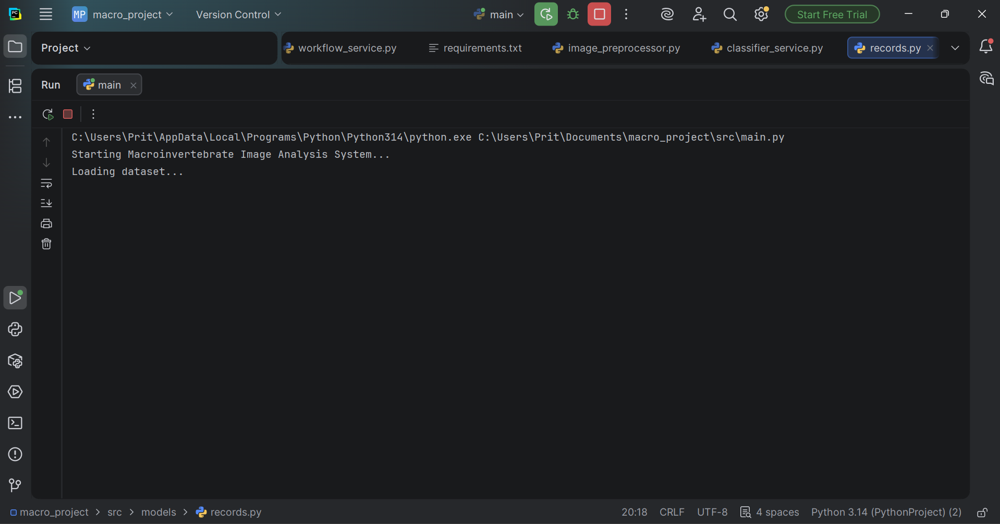 PC
MP macro_project
Version Control
main
Start Free Trial
Project
workflow_service.py
requirements.txt
image_preprocessor.py
classifier_service.py
records.py
Run
main
C:\Users\Prit\AppData\Local\Programs\Python\Python314\python.exe C:\Users\Prit\Documents\macro_project\src\main.py
Starting Macroinvertebrate Image Analysis System...
Loading dataset...
macro_project > src > models > records.py
20:18 CRLF UTF-8 4 spaces Python 3.14 (PythonProject) (2)